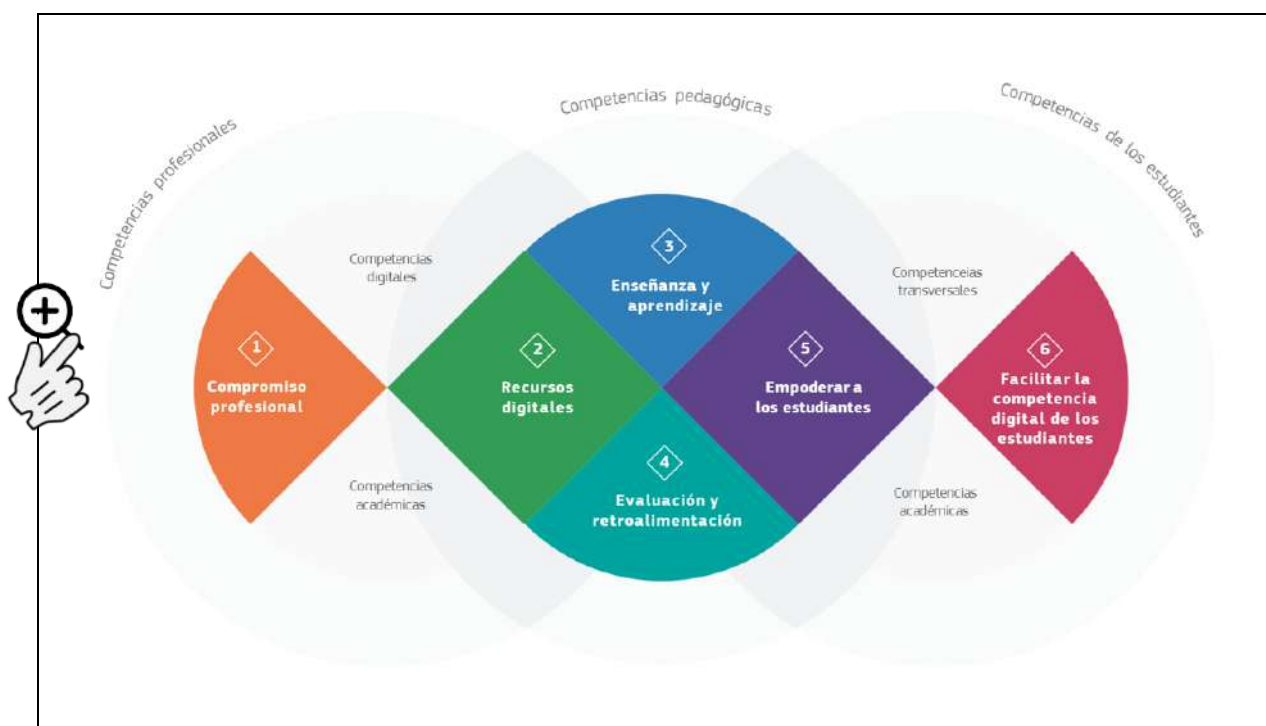 Competencias profesionales
Competencias pedagógicas
Competencias de los estudiantes
Competencias
digitales
Competencias
académicas
1
Compromiso
profesional
2
Recursos
digitales
3
Enseñanza y
aprendizaje
4
Evaluación y
retroalimentación
5
Empoderar a
los estudiantes
Competenceias
transversales
Competencias
académicas
6
Facilitar la
competencia
digital de los
estudiantes